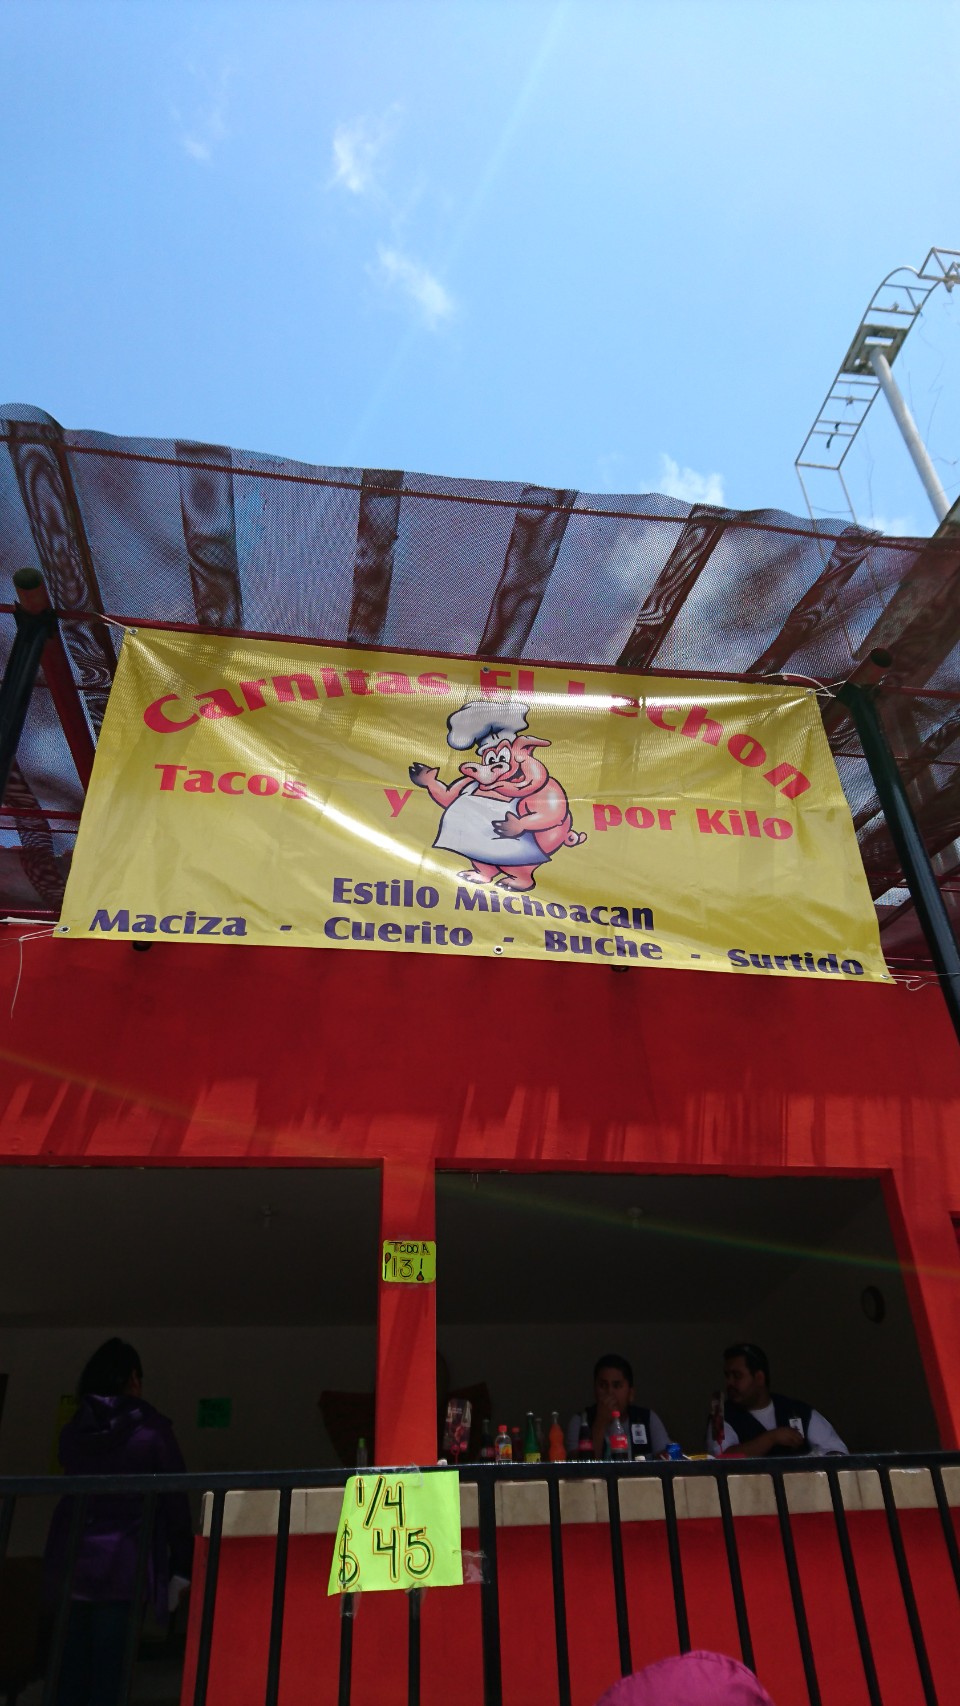 Carnitas El Lechon
Tacos y por Kilo
Estilo Michoacan
Maciza - Cuerito - Buche - Surtido
TODO A
¡13!
1/4
$ 45